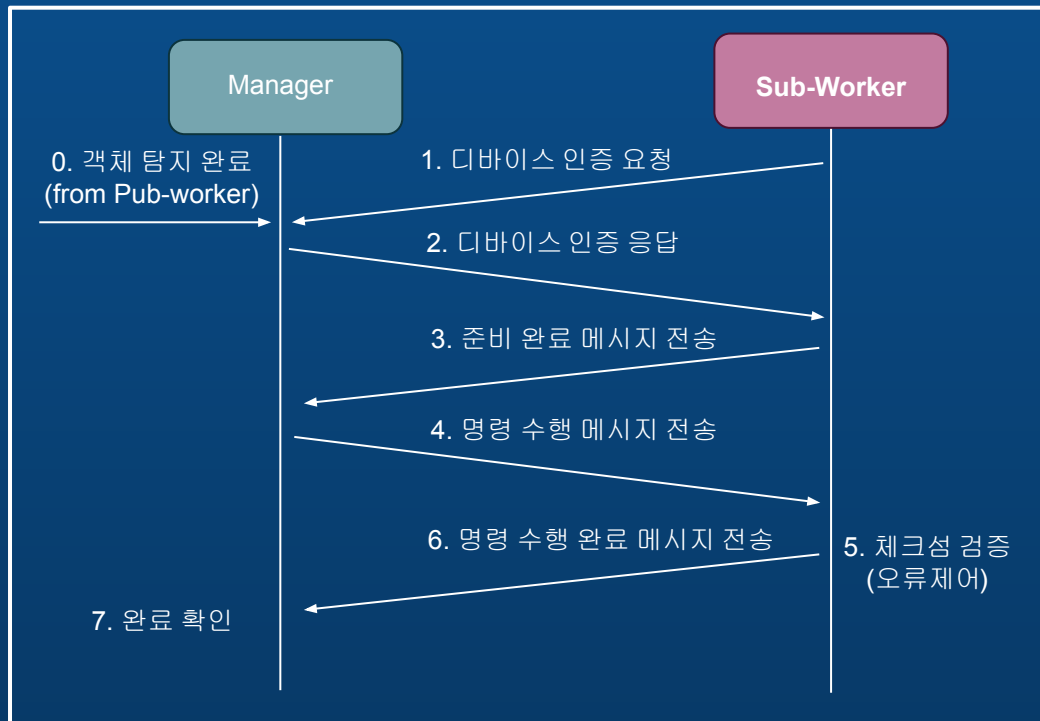 Manager
Sub-Worker
0. 객체 탐지 완료
(from Pub-worker)
1. 디바이스 인증 요청
2. 디바이스 인증 응답
3. 준비 완료 메시지 전송
4. 명령 수행 메시지 전송
5. 체크섬 검증
(오류제어)
6. 명령 수행 완료 메시지 전송
7. 완료 확인